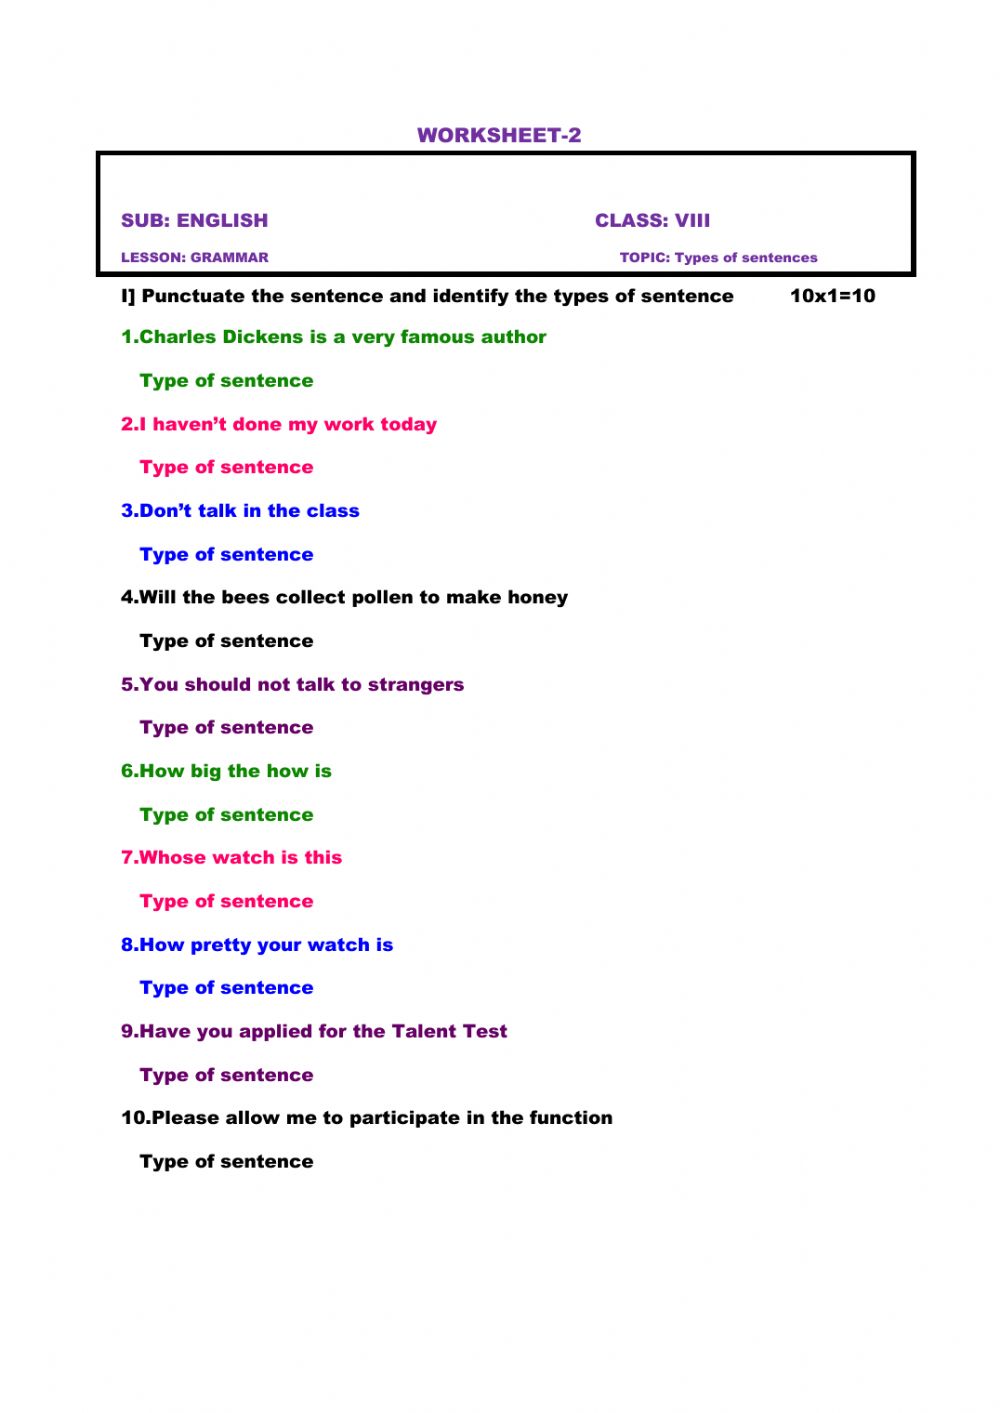 WORKSHEET-2
SUB: ENGLISH CLASS: VIII
LESSON: GRAMMAR TOPIC: Types of sentences
I] Punctuate the sentence and identify the types of sentence 10x1=10
1.Charles Dickens is a very famous author
Type of sentence
2.I haven’t done my work today
Type of sentence
3.Don’t talk in the class
Type of sentence
4.Will the bees collect pollen to make honey
Type of sentence
5.You should not talk to strangers
Type of sentence
6.How big the how is
Type of sentence
7.Whose watch is this
Type of sentence
8.How pretty your watch is
Type of sentence
9.Have you applied for the Talent Test
Type of sentence
10.Please allow me to participate in the function
Type of sentence